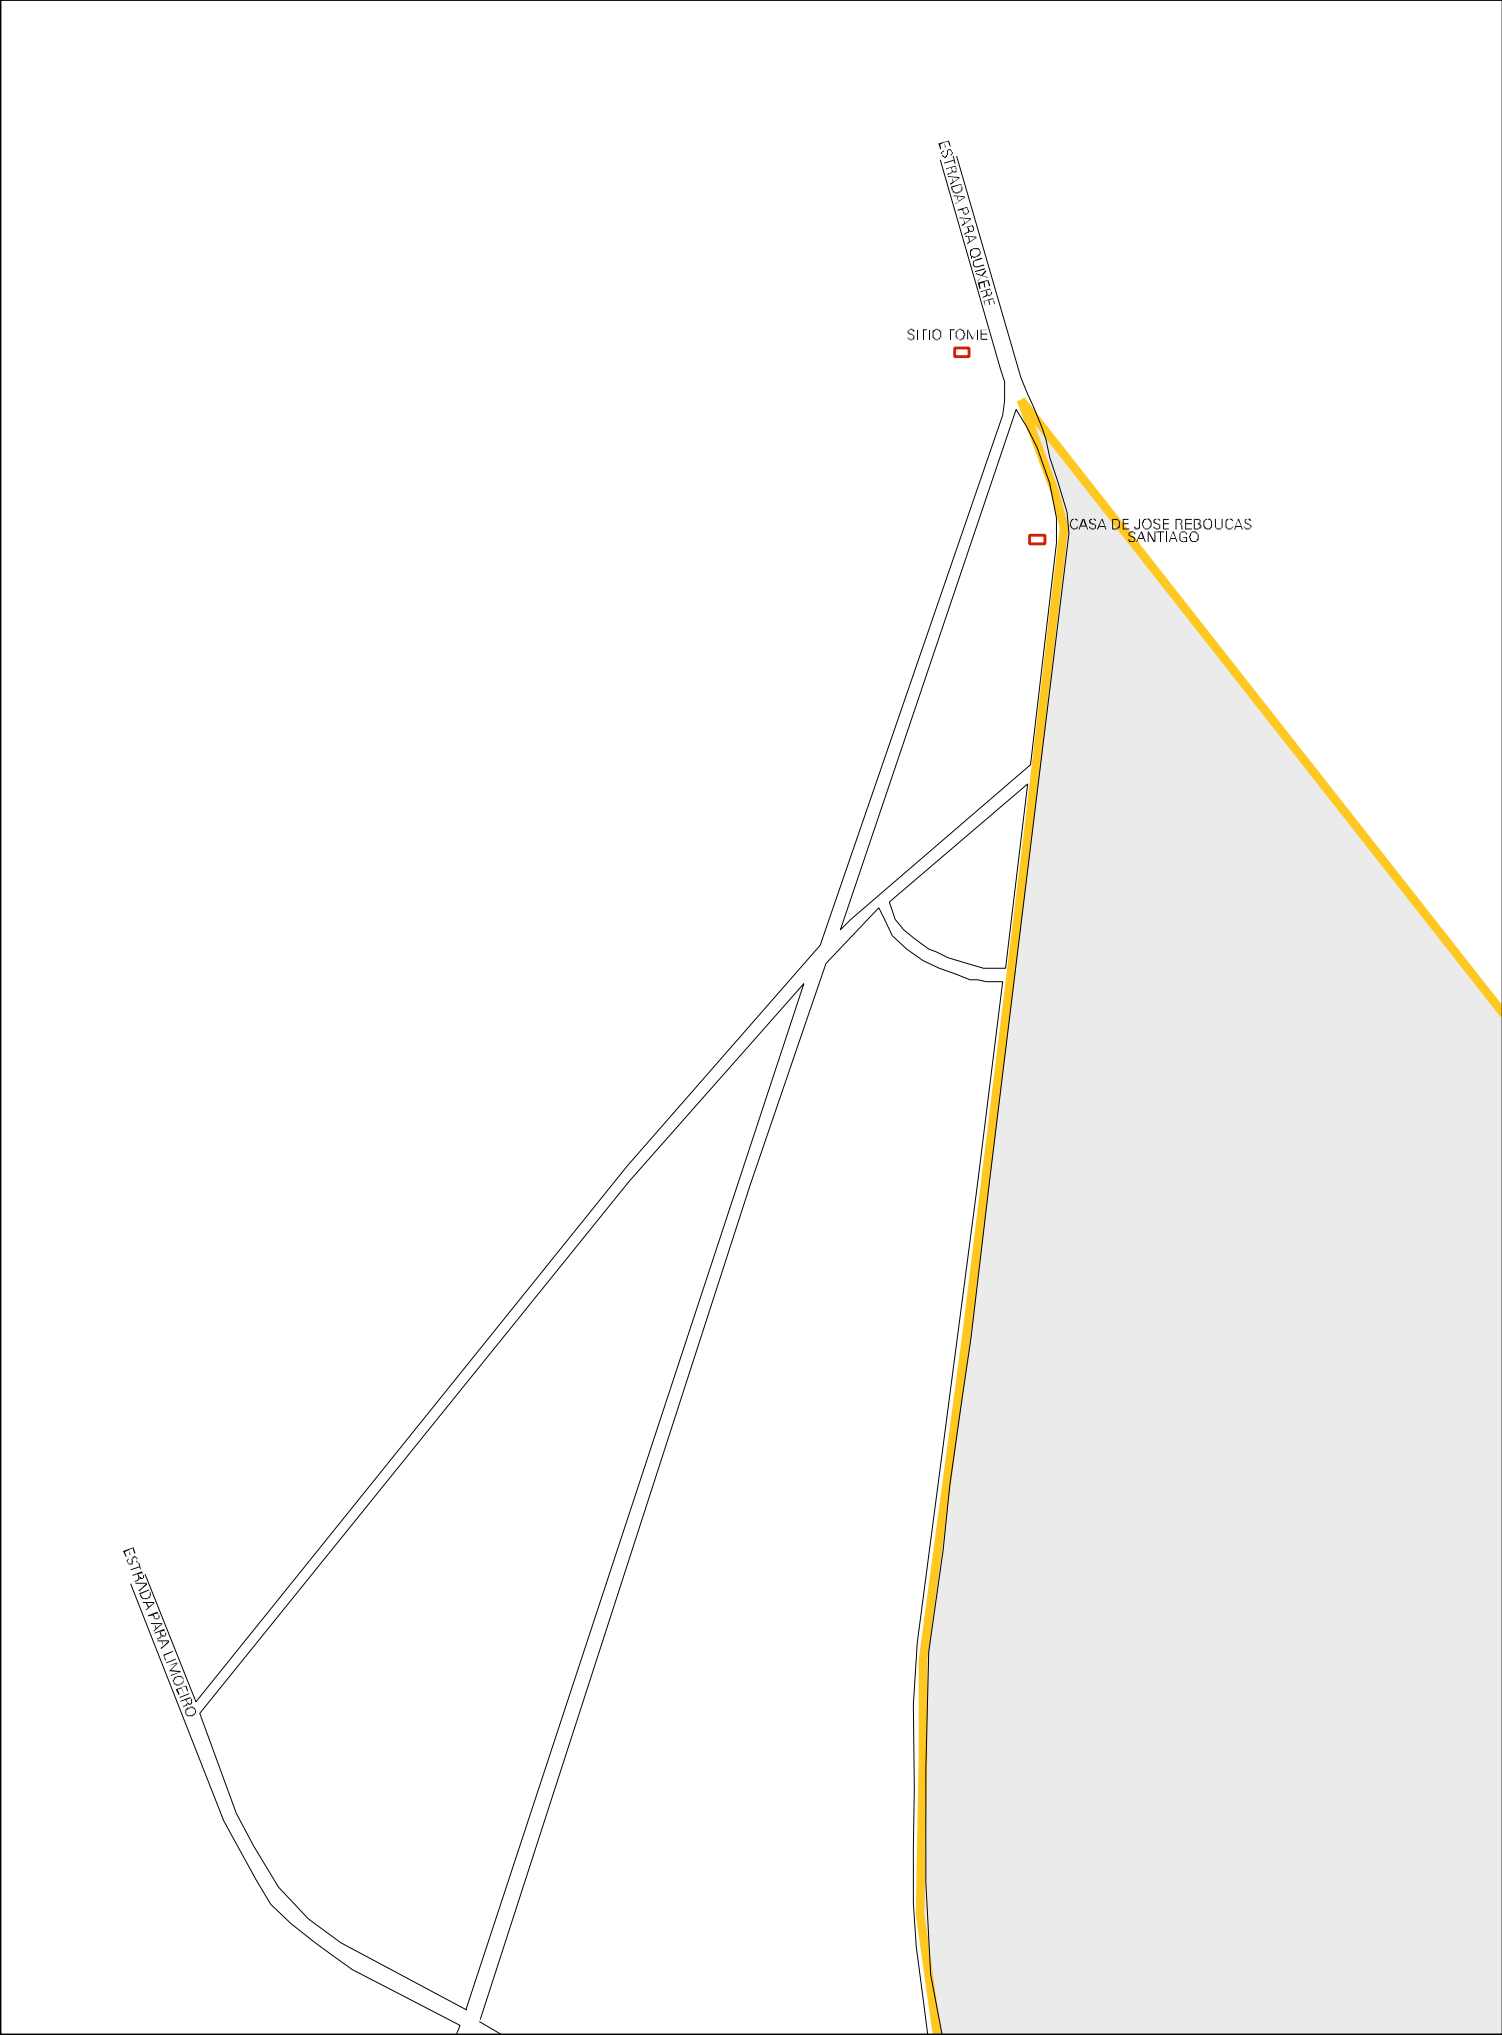 ESTRADA PARA QUIXERE
SITIO TOME
CASA DE JOSE REBOUCAS
SANTIAGO
ESTRADA PARA LIMOEIRO